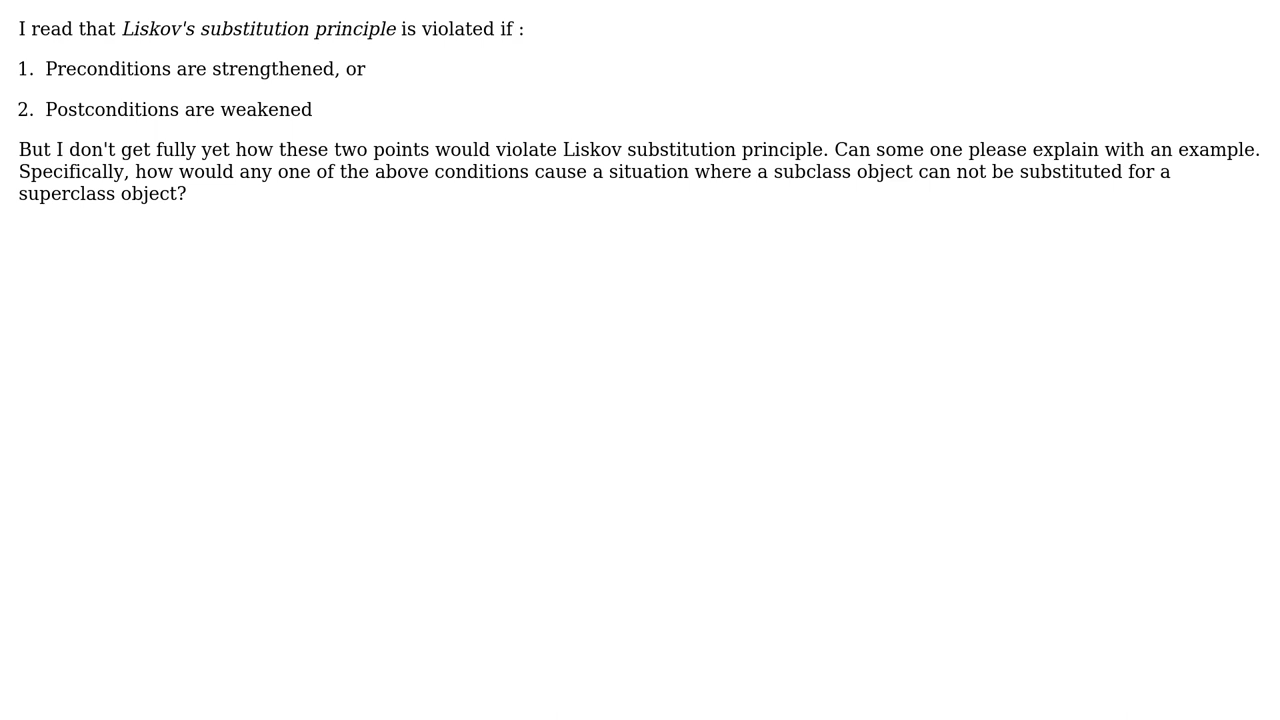 I read that Liskov's substitution principle is violated if :
1. Preconditions are strengthened, or
2. Postconditions are weakened
But I don't get fully yet how these two points would violate Liskov substitution principle. Can some one please explain with an example.
Specifically, how would any one of the above conditions cause a situation where a subclass object can not be substituted for a
superclass object?